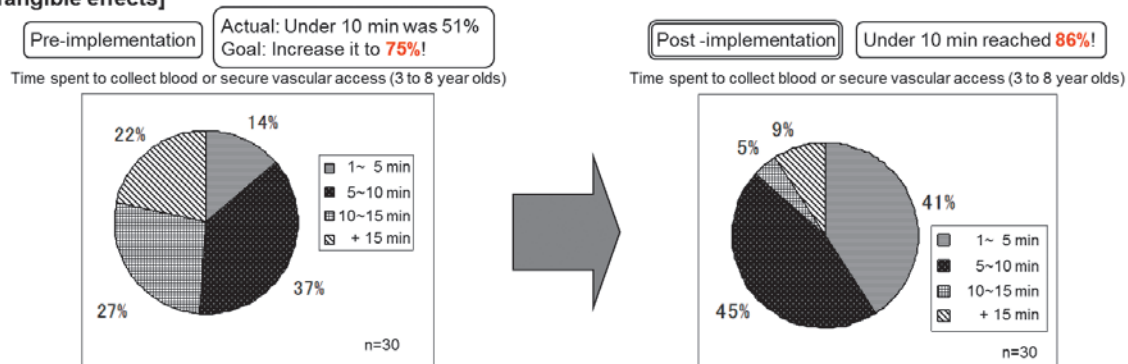 angible effects]
Pre-implementation
Actual: Under 10 min was 51%
Goal: Increase it to 75%!
Time spent to collect blood or secure vascular access (3 to 8 year olds)
22%
14%
37%
27%
1~ 5 min
5~10 min
10~15 min
+ 15 min
n=30
Post -implementation
Under 10 min reached 86%!
Time spent to collect blood or secure vascular access (3 to 8 year olds)
9%
5%
41%
45%
1~ 5 min
5~10 min
10~15 min
+ 15 min
n=30